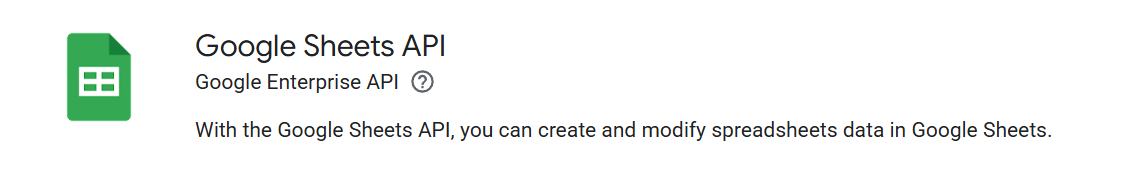 Google Sheets API
Google Enterprise API
With the Google Sheets API, you can create and modify spreadsheets data in Google Sheets.